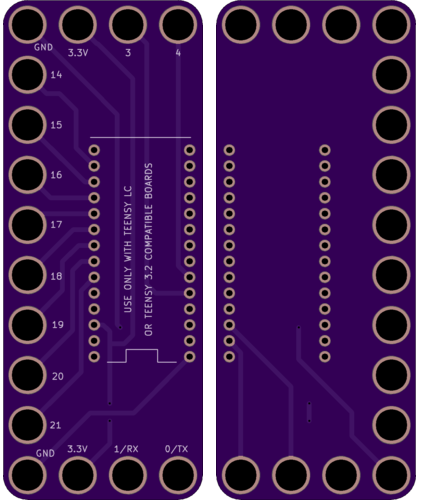 GND
3.3V 3 4
14
15
16
17
18
19
20
21
USE ONLY WITH TEENSY LC
OR TEENSY 3.2 COMPATIBLE BOARDS
GND 3.3V 1/RX 0/TX